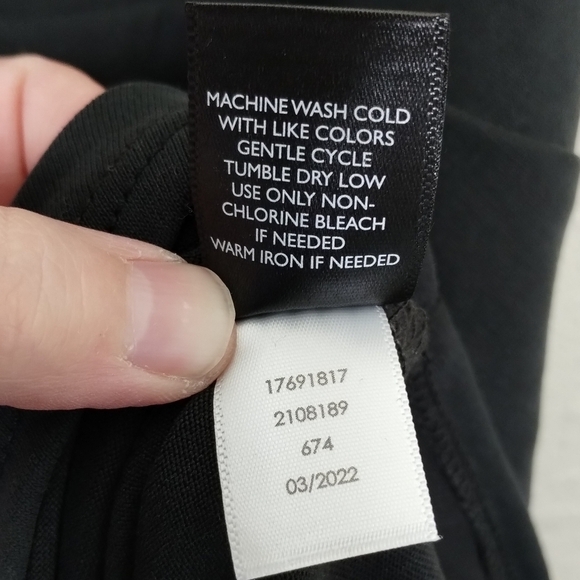 MACHINE WASH COLD
WITH LIKE COLORS
GENTLE CYCLE
TUMBLE DRY LOW
USE ONLY NON-
CHLORINE BLEACH
IF NEEDED
WARM IRON IF NEEDED
17691817
2108189
674
03/2022